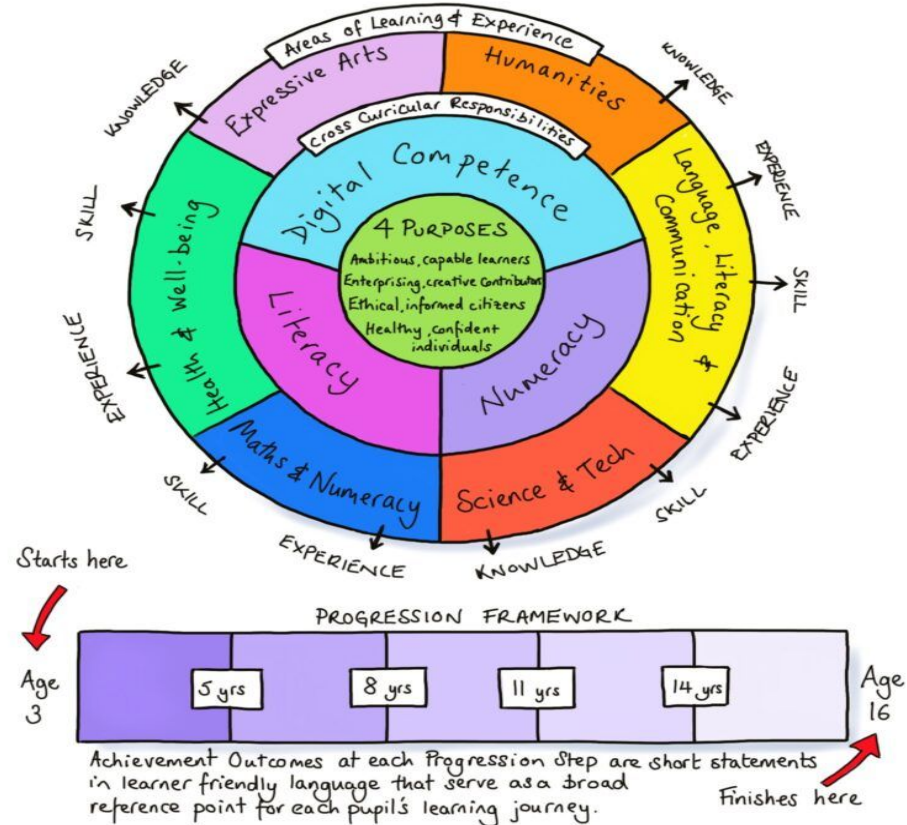 Areas of Learning & Experience
Expressive Arts
Humanities
KNOWLEDGE
KNOWLEDGE
Cross Curricular Responsibilities
Digital Competence
Language, Literacy &
Communication
EXPERIENCE
SKILL
SKILL
Health & Well-being
4 PURPOSES
Ambitious, capable learners
Enterprising, creative contributors
Ethical, informed citizens
Healthy, confident
individuals
Literacy
Numeracy
EXPERIENCE
EXPERIENCE
Maths & Numeracy
Science & Tech
SKILL
SKILL
EXPERIENCE
KNOWLEDGE
Starts here
PROGRESSION FRAMEWORK
Age
3
5 yrs
8 yrs
11 yrs
14 yrs
Age
16
Achievement Outcomes at each Progression Step are short statements
in learner friendly language that serve as a broad
reference point for each pupil's learning journey.
Finishes here